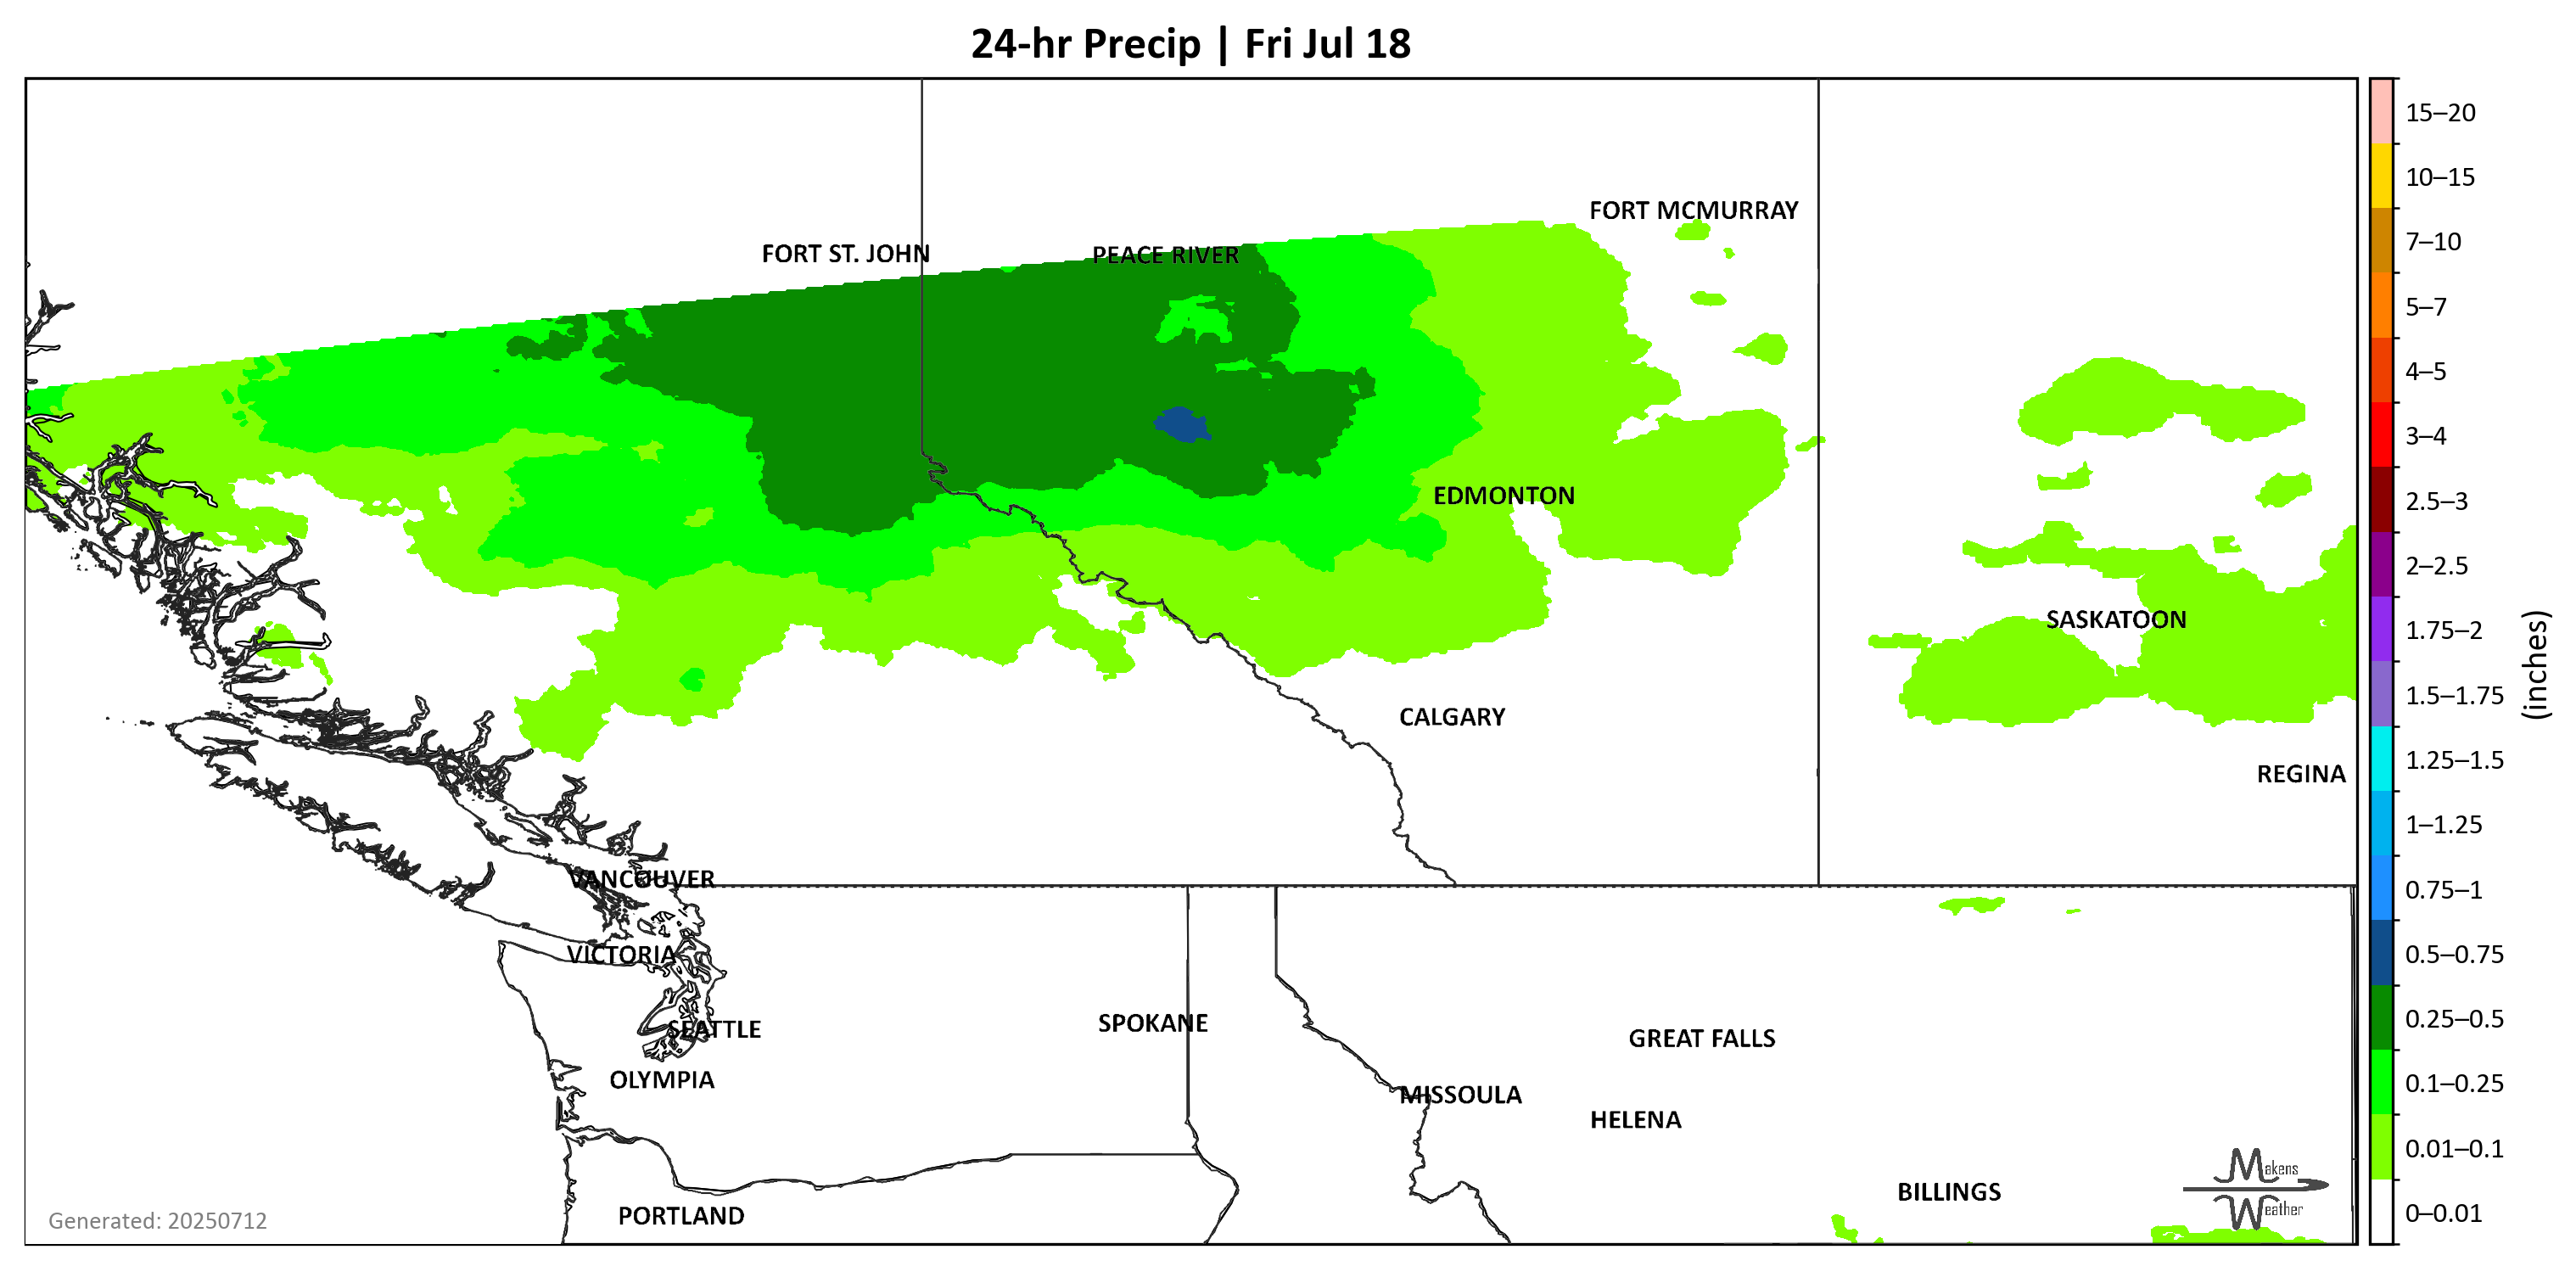 24-hr Precip | Fri Jul 18
FORT MCMURRAY
FORT ST. JOHN
PEACE RIVER
EDMONTON
SASKATOON
CALGARY
REGINA
VANCOUVER
VICTORIA
SEATTLE
SPOKANE
GREAT FALLS
OLYMPIA
MISSOULA
HELENA
BILLINGS
PORTLAND
Generated: 20250712
Makens
Weather
15–20
10–15
7–10
5–7
4–5
3–4
2.5–3
2–2.5
1.75–2
1.5–1.75
1.25–1.5
1–1.25
0.75–1
0.5–0.75
0.25–0.5
0.1–0.25
0.01–0.1
0–0.01
(inches)